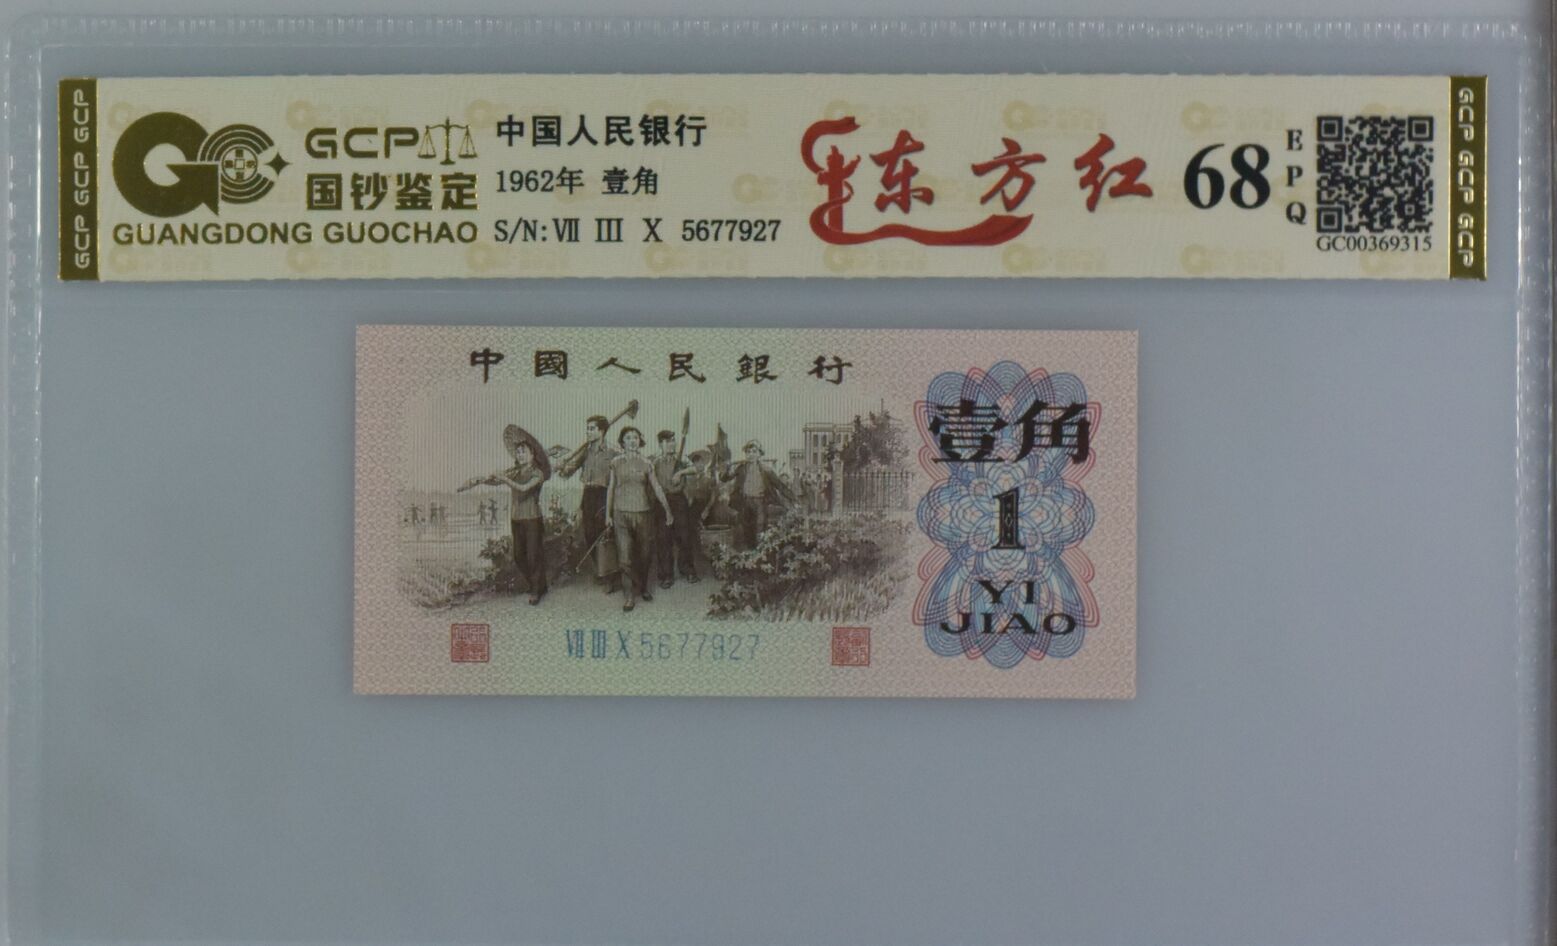 GCP GCP GCP
GCP
国钞鉴定
GUANGDONG GUOCHAO
中国人民银行
1962年 壹角
S/N: Ⅶ Ⅲ Ⅹ 5677927
东方红
68
EPQ
GC00369315
GCP GCP GCP
中國人民銀行
壹角
1
YI
JIAO
Ⅶ Ⅲ Ⅹ 5677927